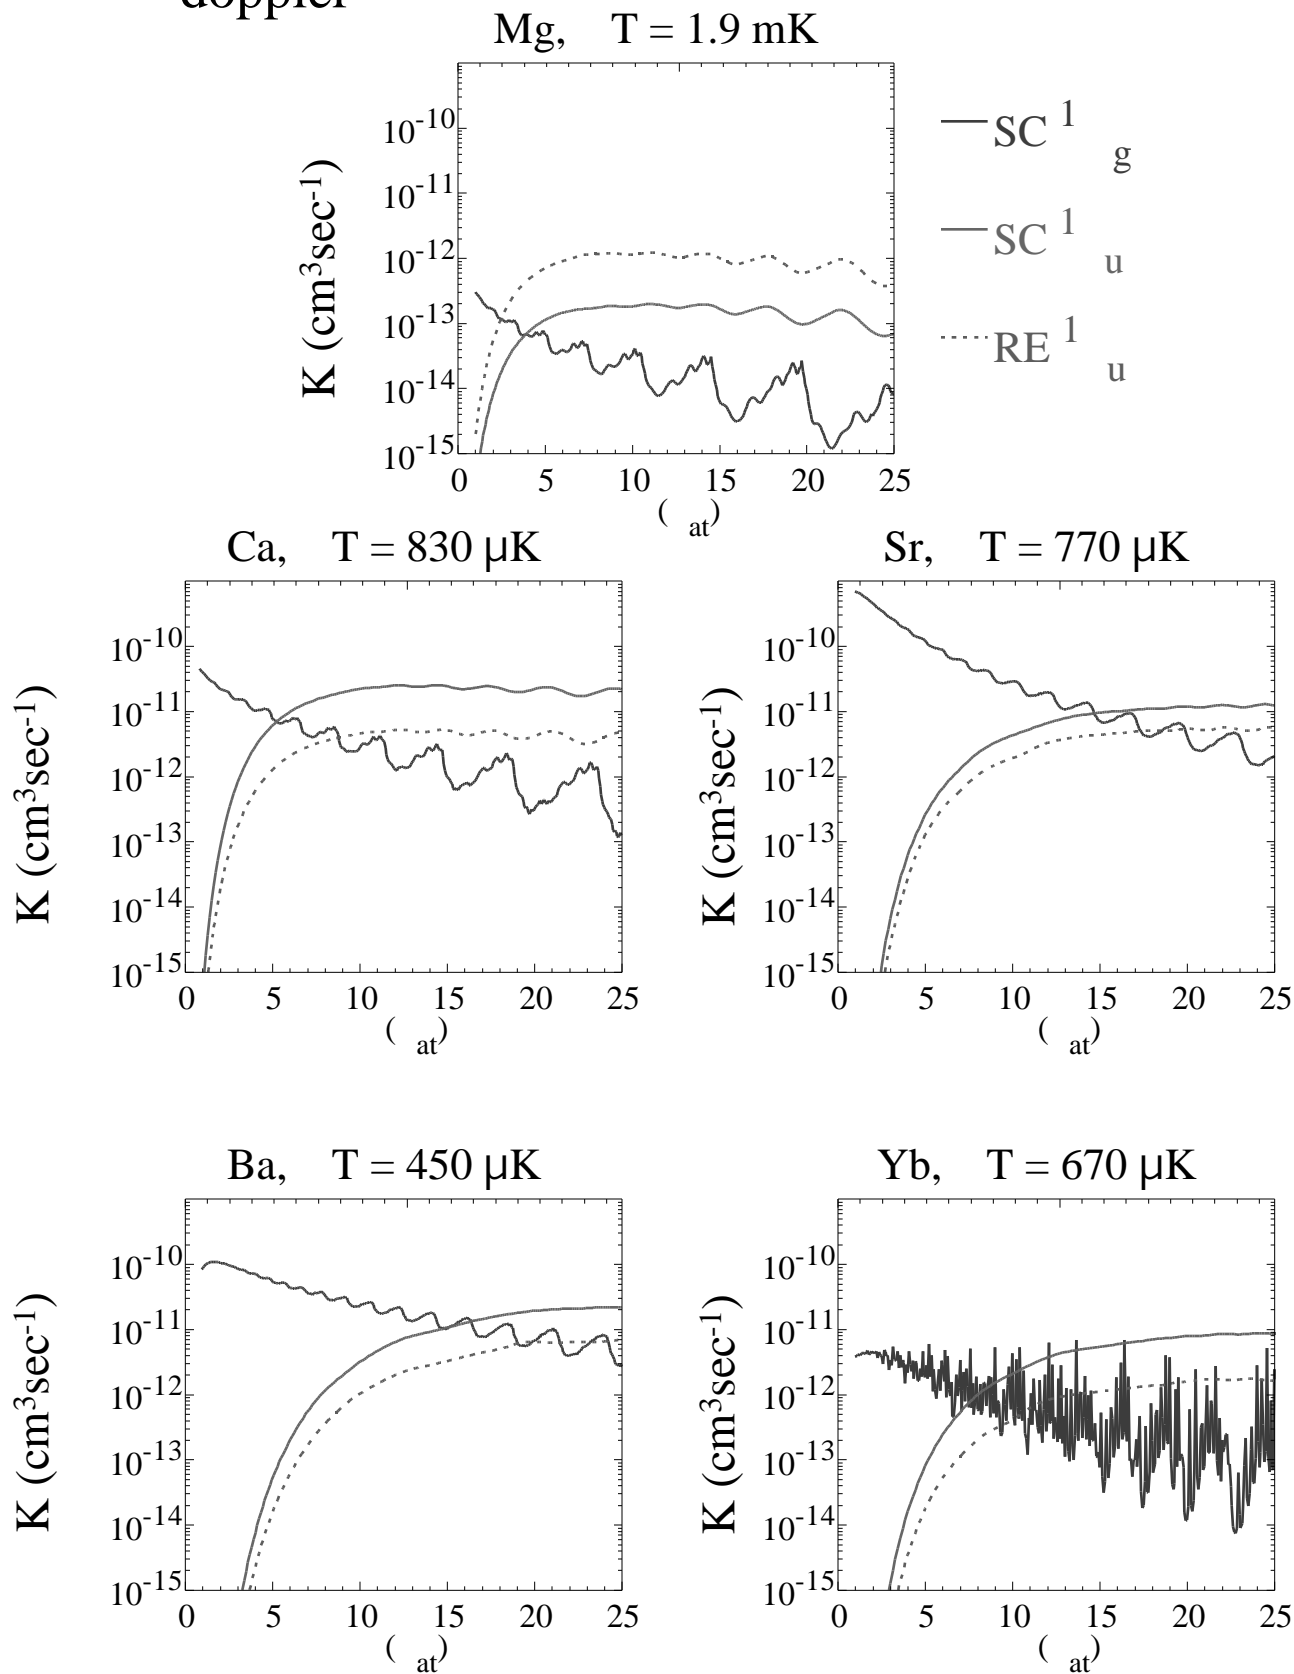 doppler
Mg, T = 1.9 mK
K (cm³sec⁻¹)
10⁻¹⁰
10⁻¹¹
10⁻¹²
10⁻¹³
10⁻¹⁴
10⁻¹⁵
0 5 10 15 20 25
( at)
SC 1 g
SC 1 u
RE 1 u
Ca, T = 830 µK
K (cm³sec⁻¹)
10⁻¹⁰
10⁻¹¹
10⁻¹²
10⁻¹³
10⁻¹⁴
10⁻¹⁵
0 5 10 15 20 25
( at)
Sr, T = 770 µK
K (cm³sec⁻¹)
10⁻¹⁰
10⁻¹¹
10⁻¹²
10⁻¹³
10⁻¹⁴
10⁻¹⁵
0 5 10 15 20 25
( at)
Ba, T = 450 µK
K (cm³sec⁻¹)
10⁻¹⁰
10⁻¹¹
10⁻¹²
10⁻¹³
10⁻¹⁴
10⁻¹⁵
0 5 10 15 20 25
( at)
Yb, T = 670 µK
K (cm³sec⁻¹)
10⁻¹⁰
10⁻¹¹
10⁻¹²
10⁻¹³
10⁻¹⁴
10⁻¹⁵
0 5 10 15 20 25
( at)